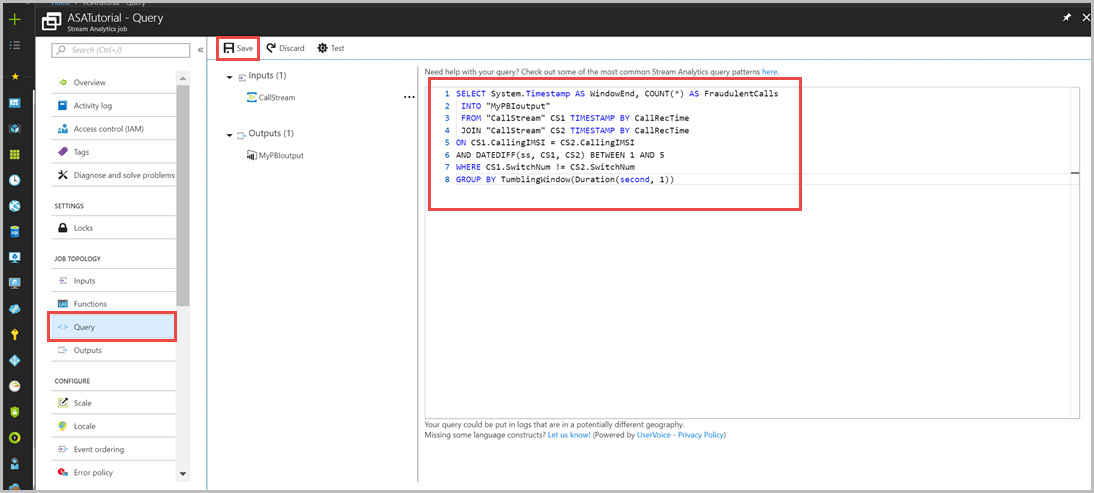 Home > ASATutorial - Query
ASATutorial - Query
Stream Analytics job
Search (Ctrl+/)
«
Overview
Activity log
Access control (IAM)
Tags
Diagnose and solve problems
SETTINGS
Locks
JOB TOPOLOGY
Inputs
Functions
<> Query
Outputs
CONFIGURE
Scale
Locale
Event ordering
Error policy
Save Discard Test
Inputs (1)
CallStream ...
Outputs (1)
MyPBIoutput
Need help with your query? Check out some of the most common Stream Analytics query patterns here.
1 SELECT System.Timestamp AS WindowEnd, COUNT(*) AS FraudulentCalls
2 INTO "MyPBIoutput"
3 FROM "CallStream" CS1 TIMESTAMP BY CallRecTime
4 JOIN "CallStream" CS2 TIMESTAMP BY CallRecTime
5 ON CS1.CallingIMSI = CS2.CallingIMSI
6 AND DATEDIFF(ss, CS1, CS2) BETWEEN 1 AND 5
7 WHERE CS1.SwitchNum != CS2.SwitchNum
8 GROUP BY TumblingWindow(Duration(second, 1))
Your query could be put in logs that are in a potentially different geography.
Missing some language constructs? Let us know! (Powered by UserVoice - Privacy Policy)